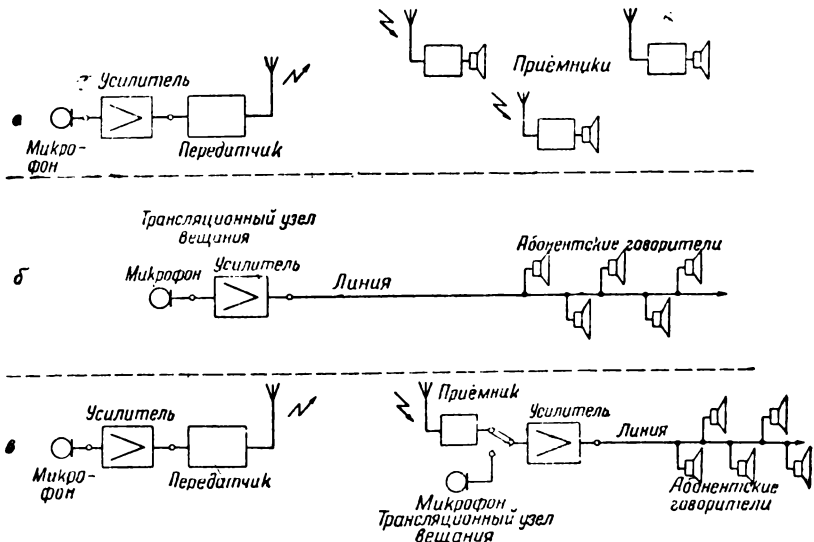 Усилитель
Приёмники
а
Микро-
фон
Передатчик
Трансляционный узел
вещания
Абонентские говорители
б
Микрофон
Усилитель
Линия
Приёмник
Усилитель
Усилитель
Линия
в
Микро-
фон
Передатчик
Микрофон
Трансляционный узел
вещания
Абонентские
говорители